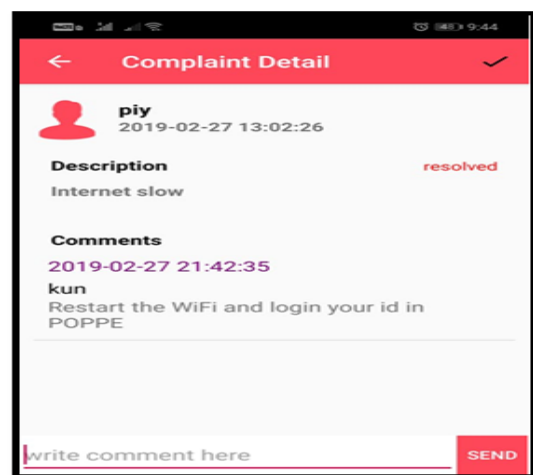 9:44
Complaint Detail
piy
2019-02-27 13:02:26
Description
resolved
Internet slow
Comments
2019-02-27 21:42:35
kun
Restart the WiFi and login your id in
POPPE
write comment here
SEND